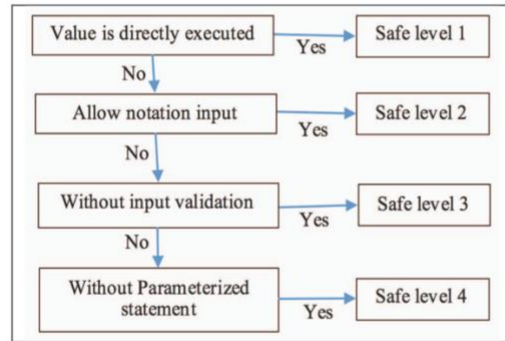 Value is directly executed
Yes
Safe level 1
No
Allow notation input
Yes
Safe level 2
No
Without input validation
Yes
Safe level 3
No
Without Parameterized
statement
Yes
Safe level 4